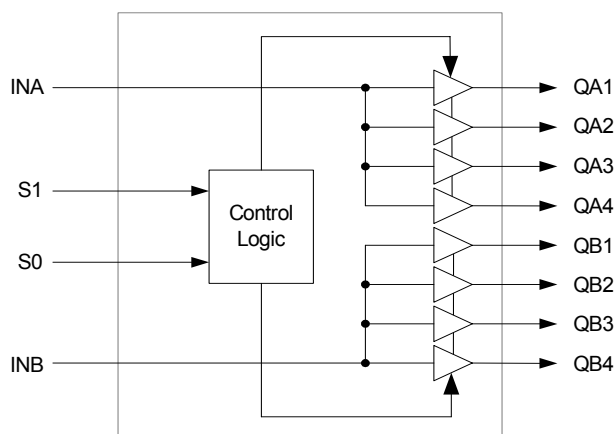 INA
S1
S0
INB
Control
Logic
QA1
QA2
QA3
QA4
QB1
QB2
QB3
QB4